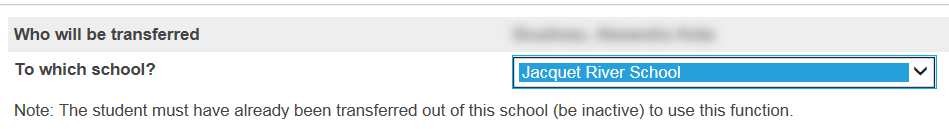 Who will be transferred
To which school? Jacquet River School
Note: The student must have already been transferred out of this school (be inactive) to use this function.